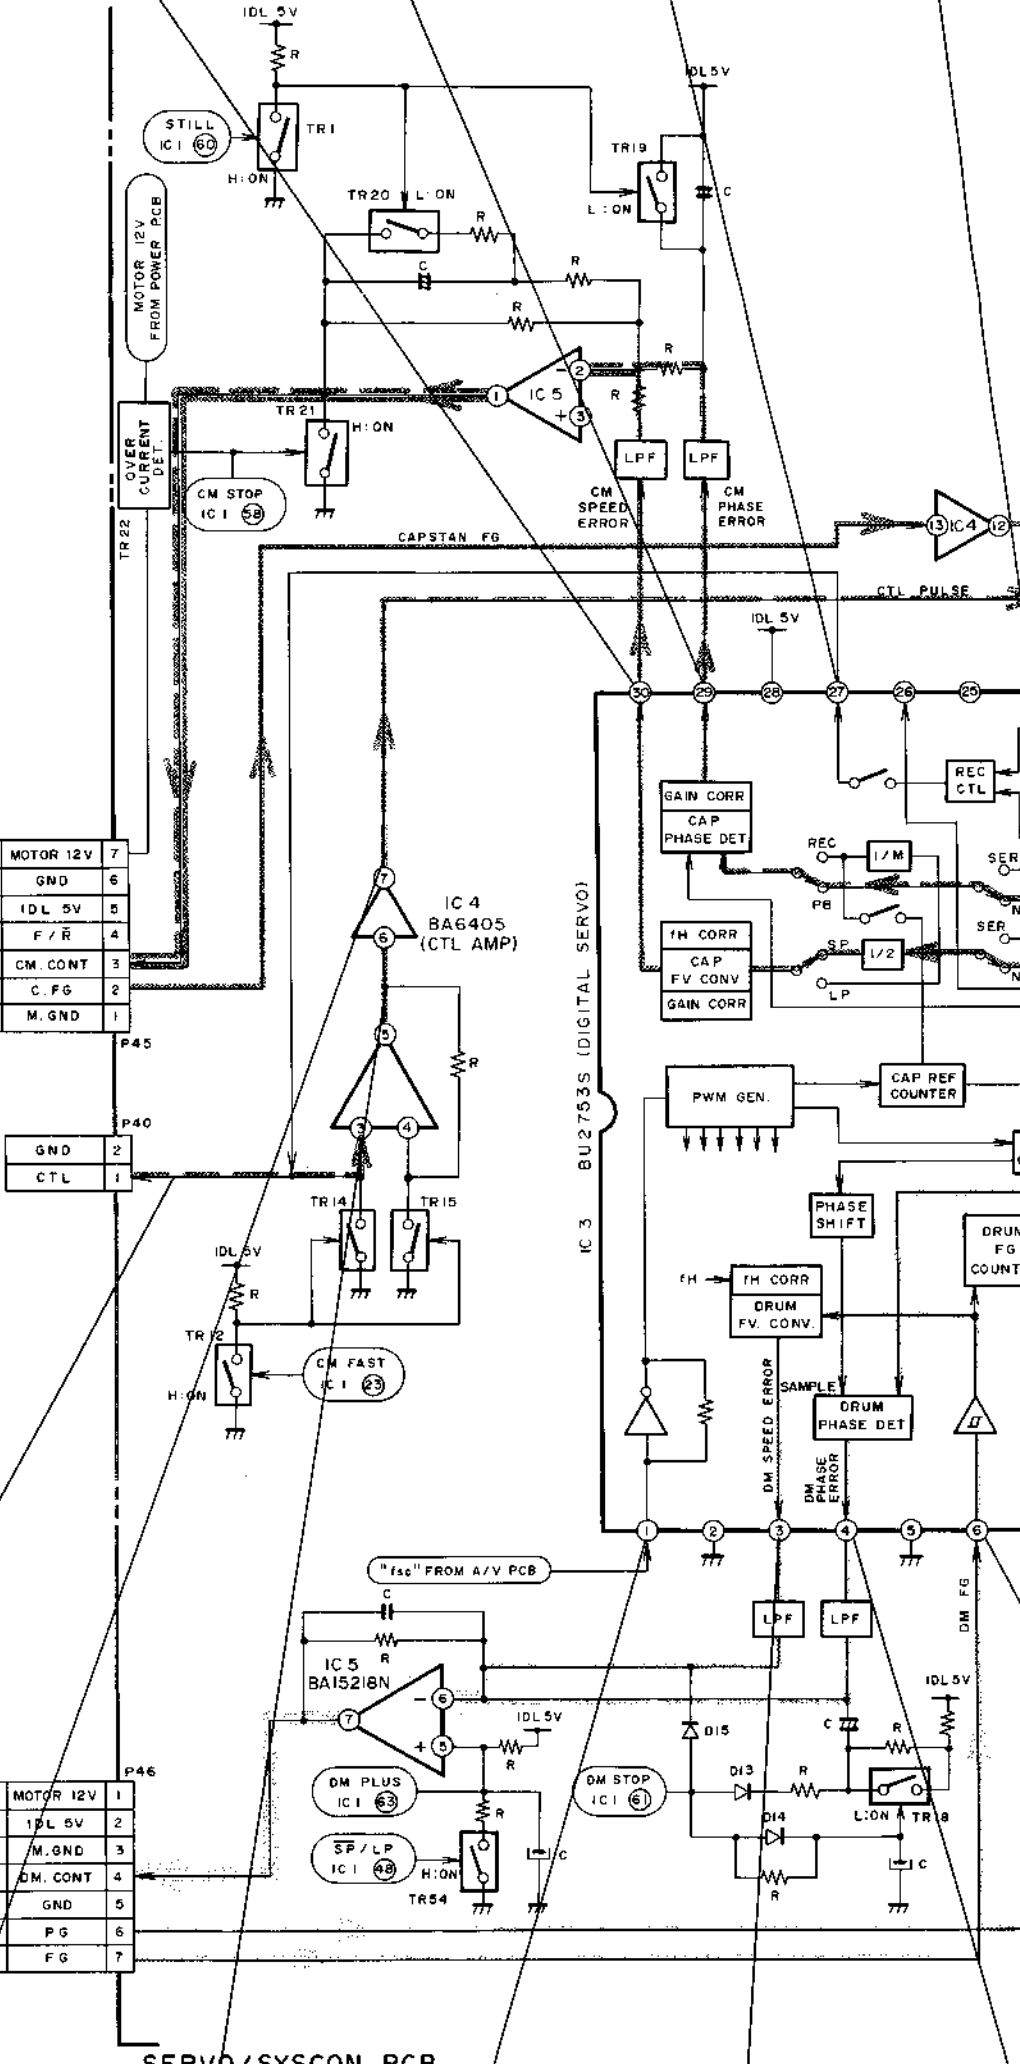 IDL 5V
R
STILL
IC1 60
TR1
H:ON
IDL 5V
TR19
L:ON
C
TR20 L:ON
R
C
R
R
MOTOR 12V
FROM POWER PCB
R
IC5
1
2
3
-
+
R
TR21
H:ON
OVER
CURRENT
DET.
TR22
CM STOP
IC1 58
LPF
LPF
CM
SPEED
ERROR
CM
PHASE
ERROR
CAPSTAN FG
13 IC4 12
CTL PULSE
IDL 5V
30
29
28
27
26
25
GAIN CORR
CAP
PHASE DET
REC
CTL
REC
1/M
PB
SER
N
fH CORR
CAP
FV CONV
GAIN CORR
SP
1/2
LP
SER
N
MOTOR 12V 7
GND 6
IDL 5V 5
F/R̅ 4
CM.CONT 3
C.FG 2
M.GND 1
P45
7
6
IC4
BA6405
(CTL AMP)
5
3
4
R
P40
GND 2
CTL 1
IC3 BU2753S (DIGITAL SERVO)
PWM GEN.
CAP REF
COUNTER
TR14
TR15
PHASE
SHIFT
DRUM
FG
COUNT
IDL 5V
R
TR12
H:ON
CM FAST
IC1 23
fH
fH CORR
DRUM
FV. CONV.
SAMPLE
DRUM
PHASE DET
DM SPEED ERROR
DM
PHASE
ERROR
1
2
3
4
5
6
"fsc" FROM A/V PCB
LPF
LPF
DM FG
C
R
IC5
BA15218N
7
6
5
-
+
IDL 5V
R
D15
C
IDL 5V
R
D13
R
DM PLUS
IC1 63
DM STOP
IC1 61
R
L:ON TR18
D14
R
C
S̅P̅/LP
IC1 48
H:ON
TR54
C
P46
MOTOR 12V 1
IDL 5V 2
M.GND 3
DM.CONT 4
GND 5
PG 6
FG 7
SERVO/SYSCON PCB